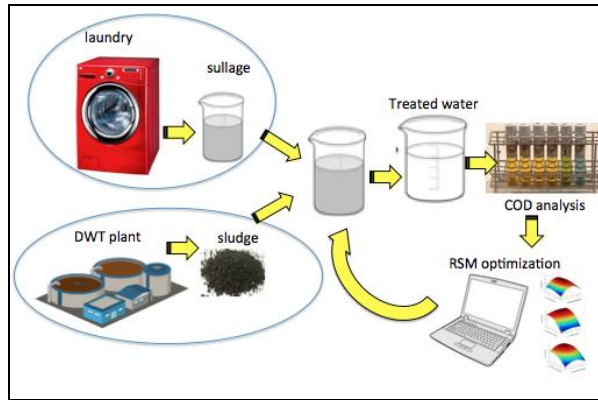 laundry
sullage
Treated water
COD analysis
DWT plant
sludge
RSM optimization